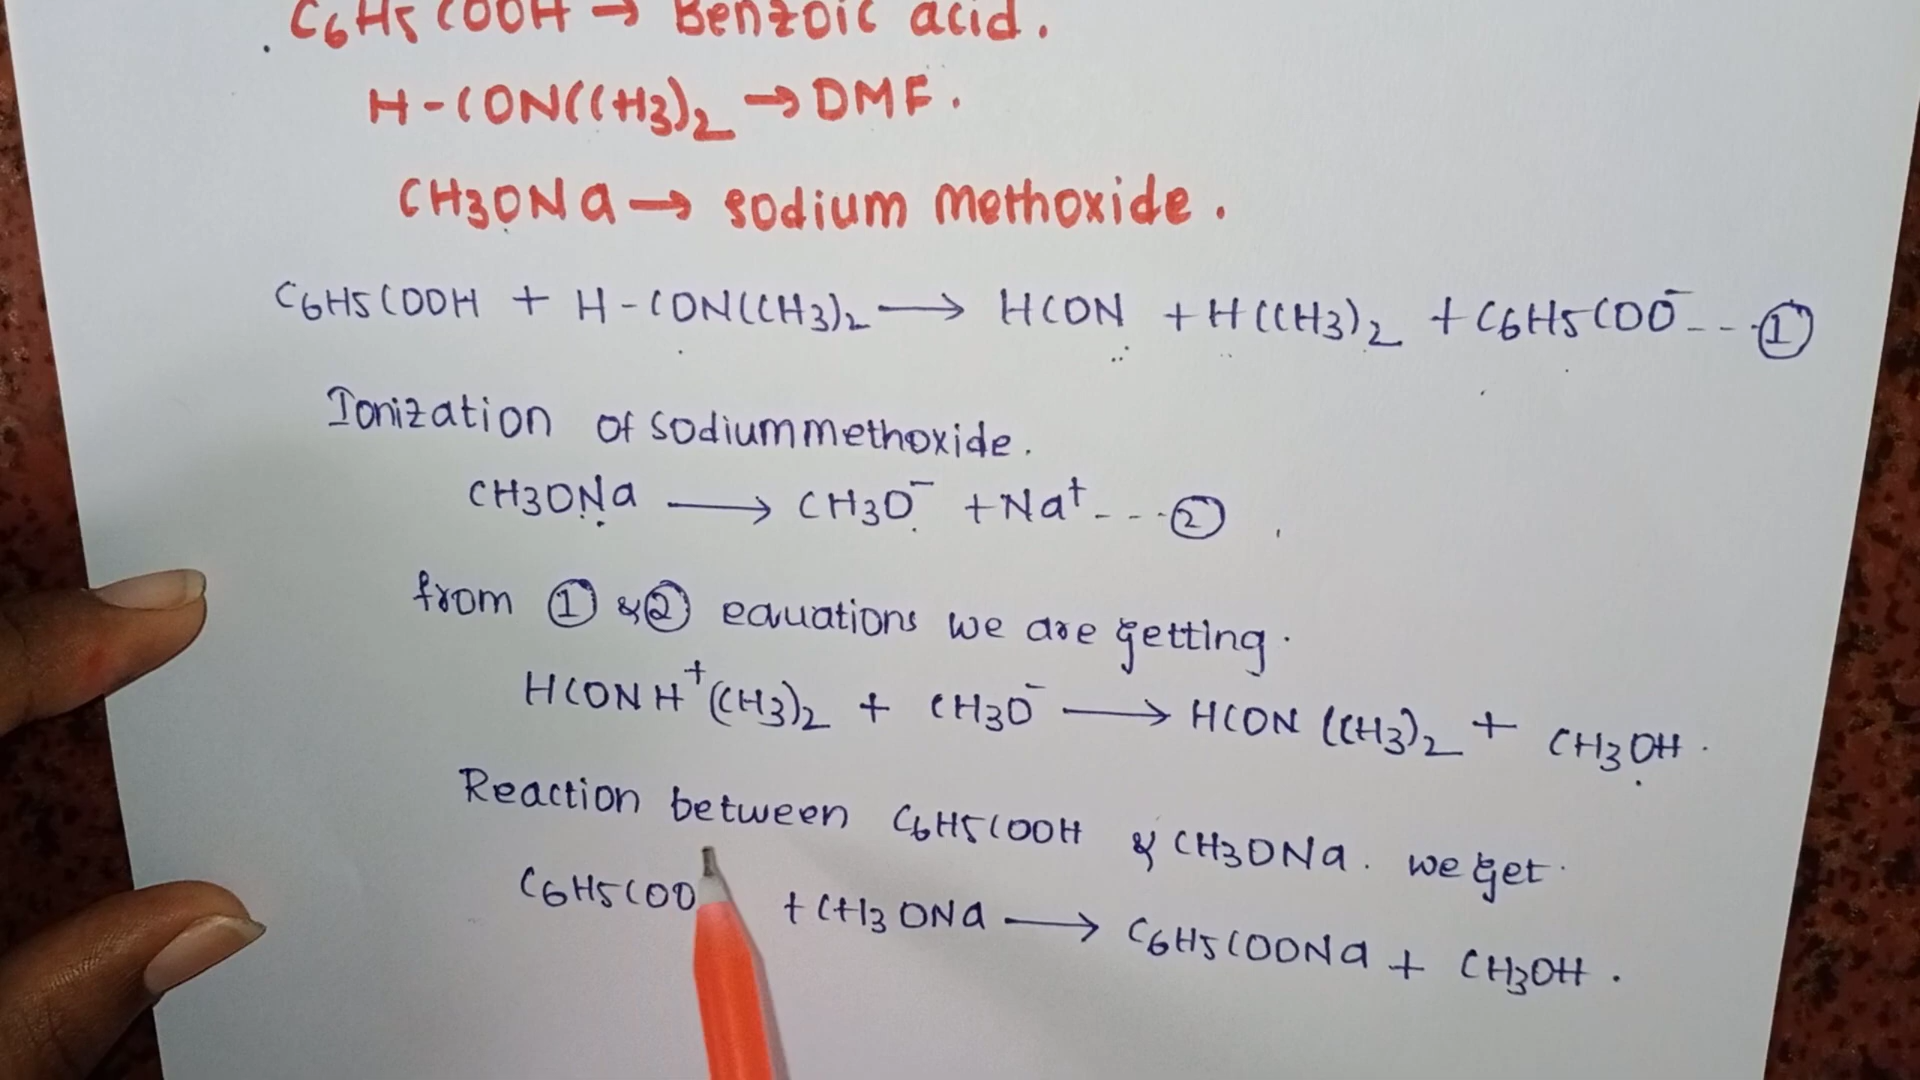 C6H5COOH → Benzoic acid.
H-CON(CH3)2 → DMF.
CH3ONa → sodium methoxide.
C6H5COOH + H-CON(CH3)2 ⟶ HCON + H(CH3)2 + C6H5COO⁻ --- ①
Ionization of sodium methoxide.
CH3ONa ⟶ CH3O⁻ + Na⁺ --- ②
from ① & ② equations we are getting.
HCONH⁺(CH3)2 + CH3O⁻ ⟶ HCON(CH3)2 + CH3OH.
Reaction between C6H5COOH & CH3ONa. we get.
C6H5COO + CH3ONa ⟶ C6H5COONa + CH3OH.